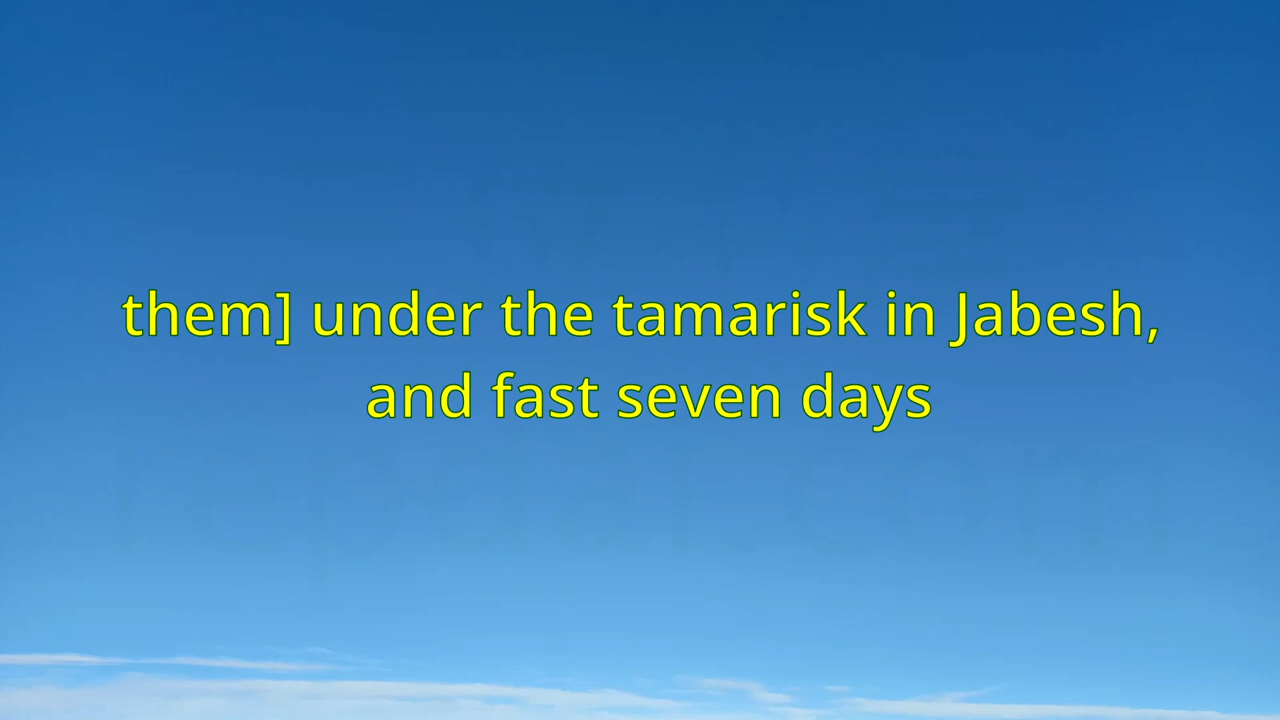 them] under the tamarisk in Jabesh,
and fast seven days